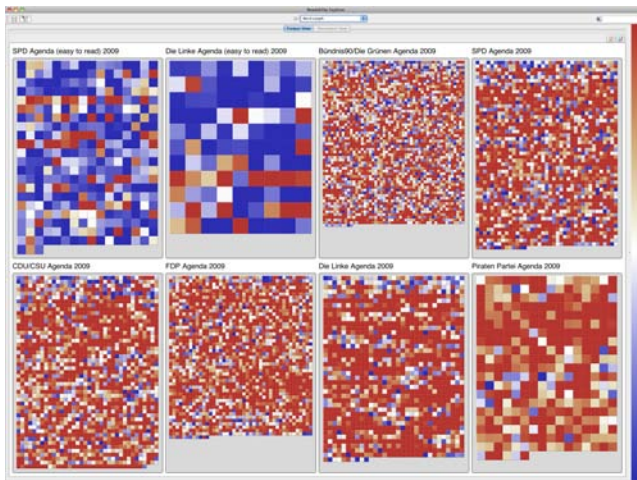 SPD Agenda (easy to read) 2009
Die Linke Agenda (easy to read) 2009
Bündnis90/Die Grünen Agenda 2009
SPD Agenda 2009
CDU/CSU Agenda 2009
FDP Agenda 2009
Die Linke Agenda 2009
Piraten Partei Agenda 2009